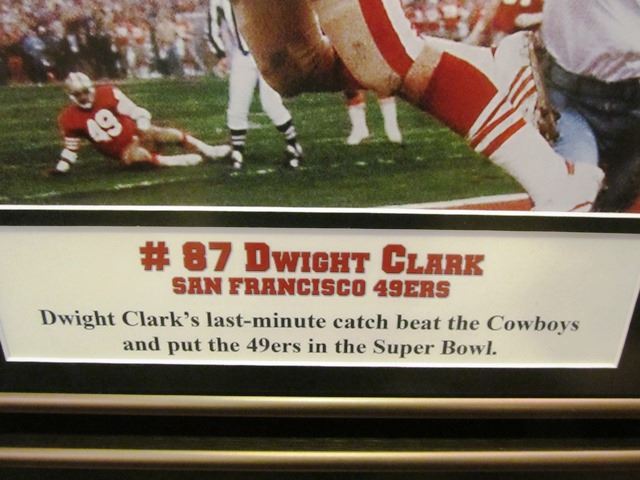 49
# 87 DWIGHT CLARK
SAN FRANCISCO 49ERS
Dwight Clark's last-minute catch beat the Cowboys
and put the 49ers in the Super Bowl.